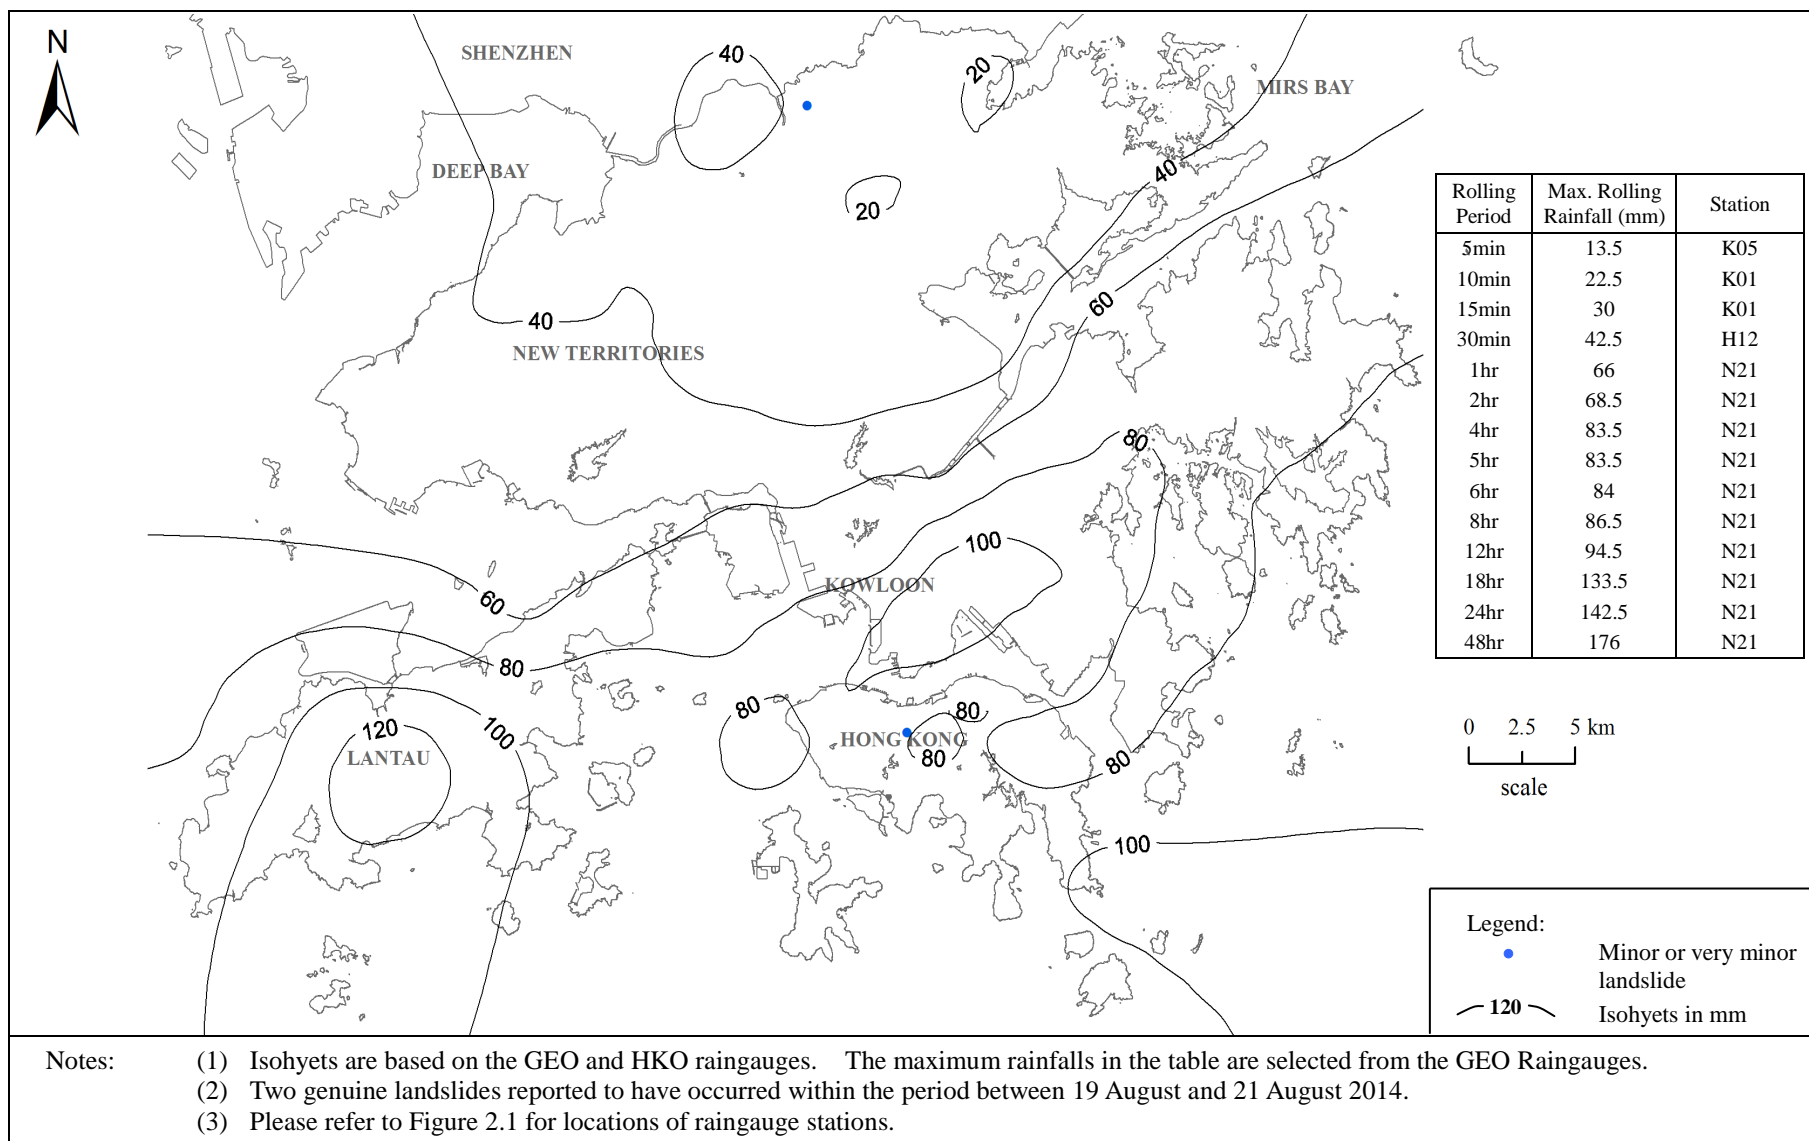 N
SHENZHEN
40
20
MIRS BAY
DEEP BAY
40
20
60
40
NEW TERRITORIES
80
100
KOWLOON
60
80
80
80
120
100
HONG KONG
80
80
LANTAU
100
Rolling Period Max. Rolling Rainfall (mm) Station
5min 13.5 K05
10min 22.5 K01
15min 30 K01
30min 42.5 H12
1hr 66 N21
2hr 68.5 N21
4hr 83.5 N21
5hr 83.5 N21
6hr 84 N21
8hr 86.5 N21
12hr 94.5 N21
18hr 133.5 N21
24hr 142.5 N21
48hr 176 N21
0 2.5 5 km
scale
Legend:
Minor or very minor
landslide
120 Isohyets in mm
Notes: (1) Isohyets are based on the GEO and HKO raingauges. The maximum rainfalls in the table are selected from the GEO Raingauges.
(2) Two genuine landslides reported to have occurred within the period between 19 August and 21 August 2014.
(3) Please refer to Figure 2.1 for locations of raingauge stations.